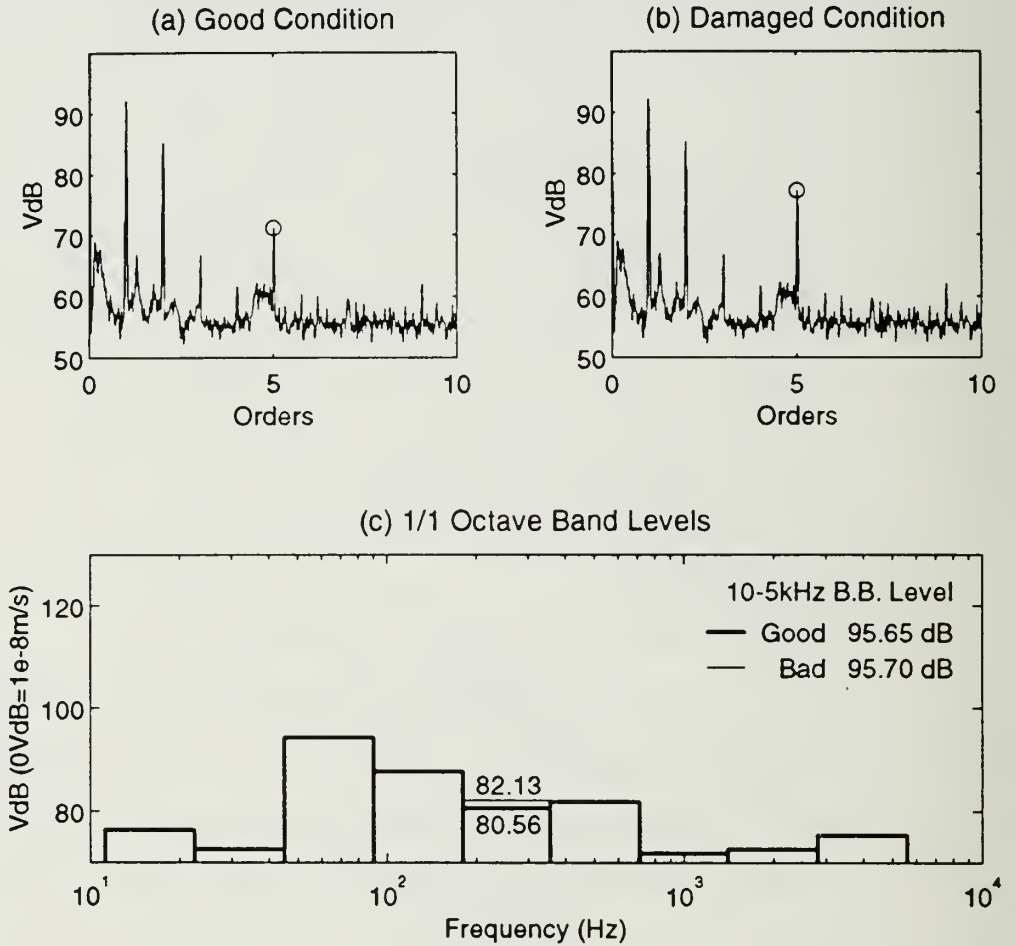 (a) Good Condition
(b) Damaged Condition
VdB
90
80
70
60
50
0
5
10
Orders
VdB
90
80
70
60
50
0
5
10
Orders
(c) 1/1 Octave Band Levels
VdB (0VdB=1e-8m/s)
120
100
80
10-5kHz B.B. Level
Good 95.65 dB
Bad 95.70 dB
82.13
80.56
10¹
10²
10³
10⁴
Frequency (Hz)